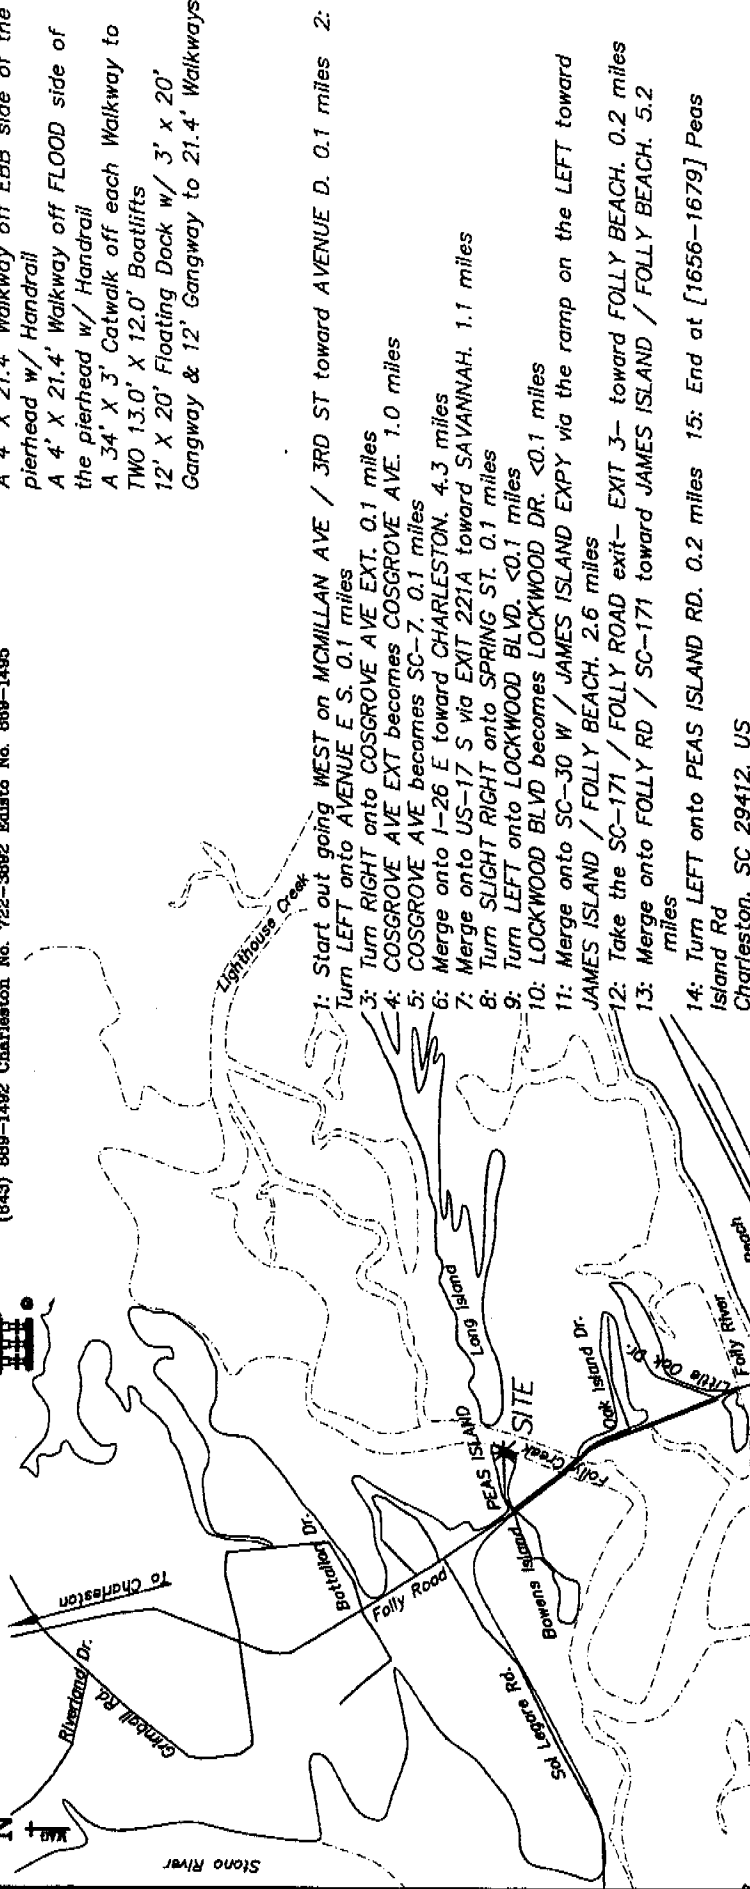 A 4' X 21.4' Walkway off EBB side of the
pierhead w/ Handrail
A 4' X 21.4' Walkway off FLOOD side of
the pierhead w/ Handrail
A 34' X 3' Catwalk off each Walkway to
TWO 13.0' X 12.0' Boatlifts
12' X 20' Floating Dock w/ 3' x 20'
Gangway & 12' Gangway to 21.4' Walkways
(843) 889-1492 Charleston No. 722-3892 Edisto No. 869-1495
1: Start out going WEST on MCMILLAN AVE / 3RD ST toward AVENUE D. 0.1 miles 2:
Turn LEFT onto AVENUE E S. 0.1 miles
3: Turn RIGHT onto COSGROVE AVE EXT. 0.1 miles
4: COSGROVE AVE EXT becomes COSGROVE AVE. 1.0 miles
5: COSGROVE AVE becomes SC-7. 0.1 miles
6: Merge onto I-26 E toward CHARLESTON. 4.3 miles
7: Merge onto US-17 S via EXIT 221A toward SAVANNAH. 1.1 miles
8: Turn SLIGHT RIGHT onto SPRING ST. 0.1 miles
9: Turn LEFT onto LOCKWOOD BLVD. <0.1 miles
10: LOCKWOOD BLVD becomes LOCKWOOD DR. <0.1 miles
11: Merge onto SC-30 W / JAMES ISLAND EXPY via the ramp on the LEFT toward
JAMES ISLAND / FOLLY BEACH. 2.6 miles
12: Take the SC-171 / FOLLY ROAD exit- EXIT 3- toward FOLLY BEACH. 0.2 miles
13: Merge onto FOLLY RD / SC-171 toward JAMES ISLAND / FOLLY BEACH. 5.2
miles
14: Turn LEFT onto PEAS ISLAND RD. 0.2 miles 15: End at [1656-1679] Peas
Island Rd
Charleston, SC 29412, US
N
MAG
Stono River
Riverland Dr.
Grimball Rd.
To Charleston
Battalion Dr.
Folly Road
Sol Legare Rd.
Bowens Island
PEAS ISLAND
SITE
Long Island
Lighthouse Creek
Folly Creek
Oak Island Dr.
Little Oak Dr.
Folly River
Beach